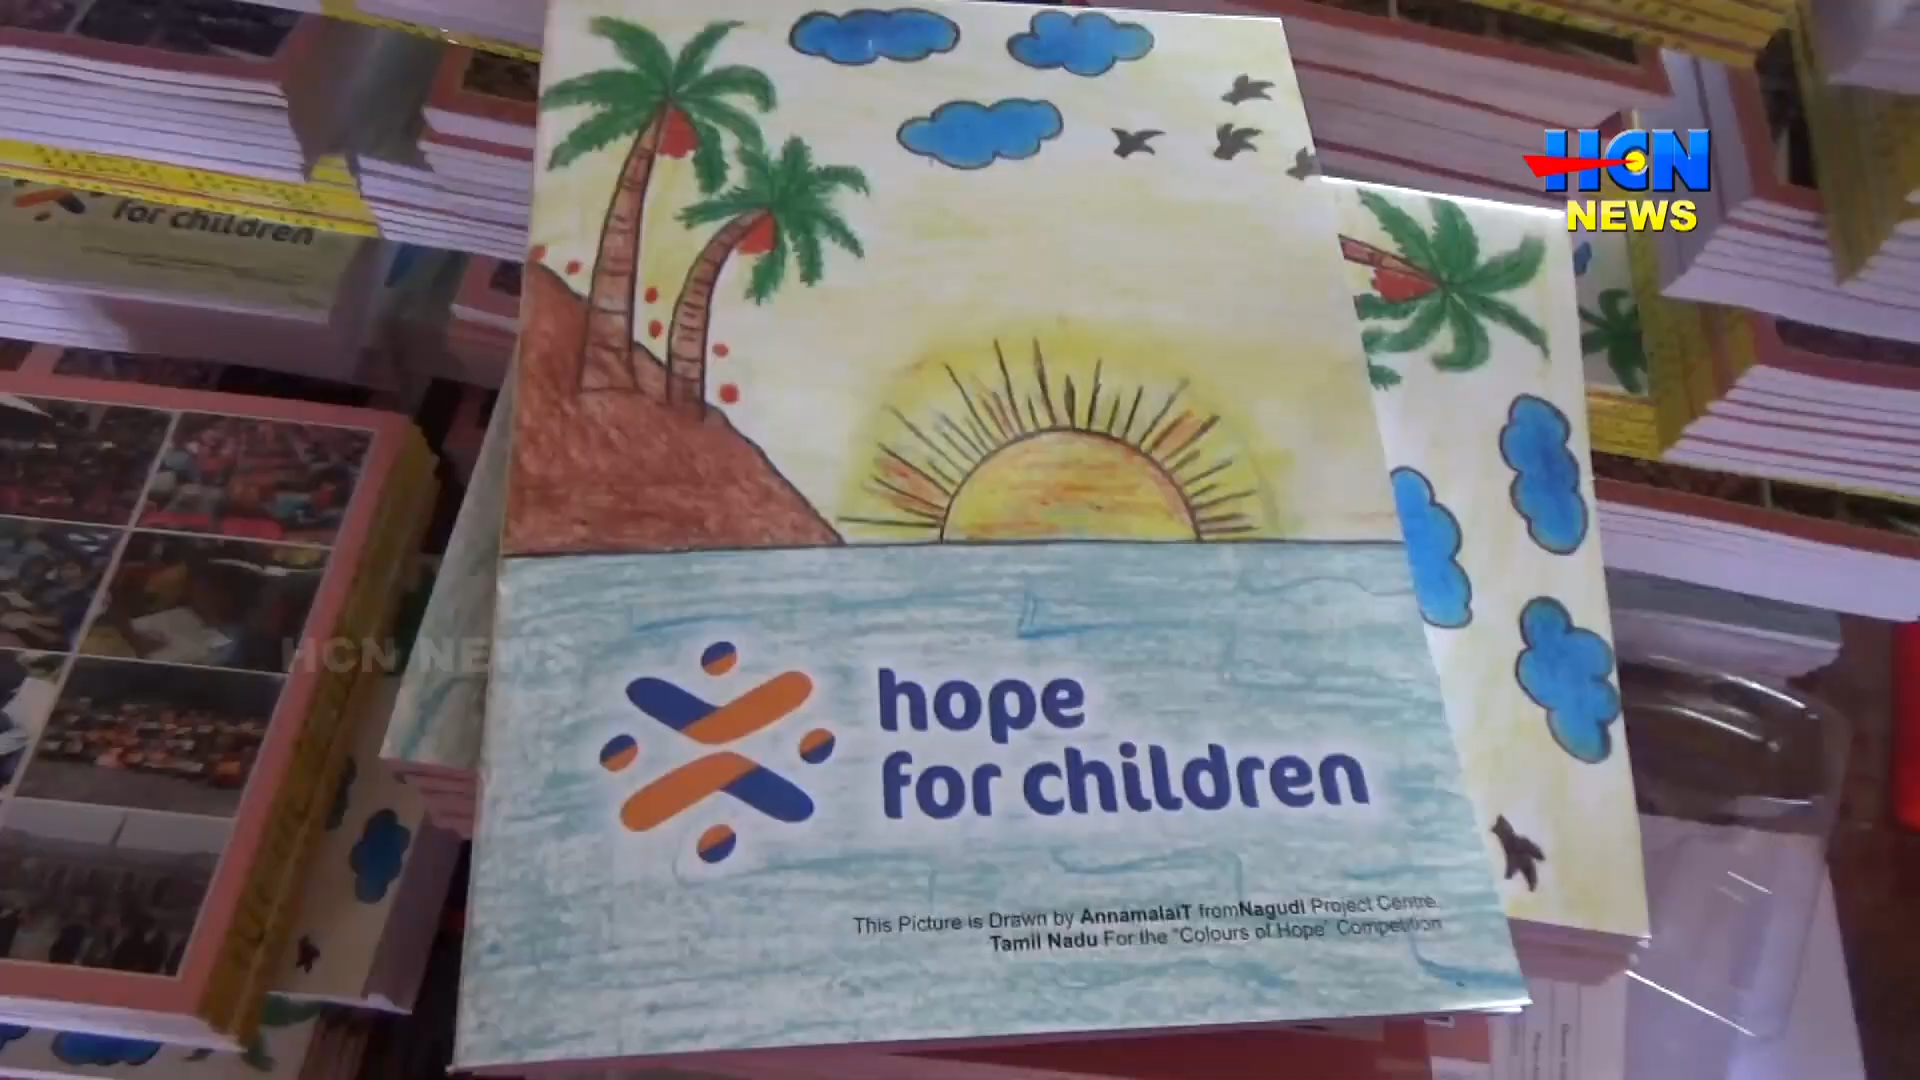 HCN
NEWS
for children
HCN NEWS
hope
for children
This Picture is Drawn by AnnamalaiT fromNagudi Project Centre,
Tamil Nadu For the "Colours of Hope" Competition